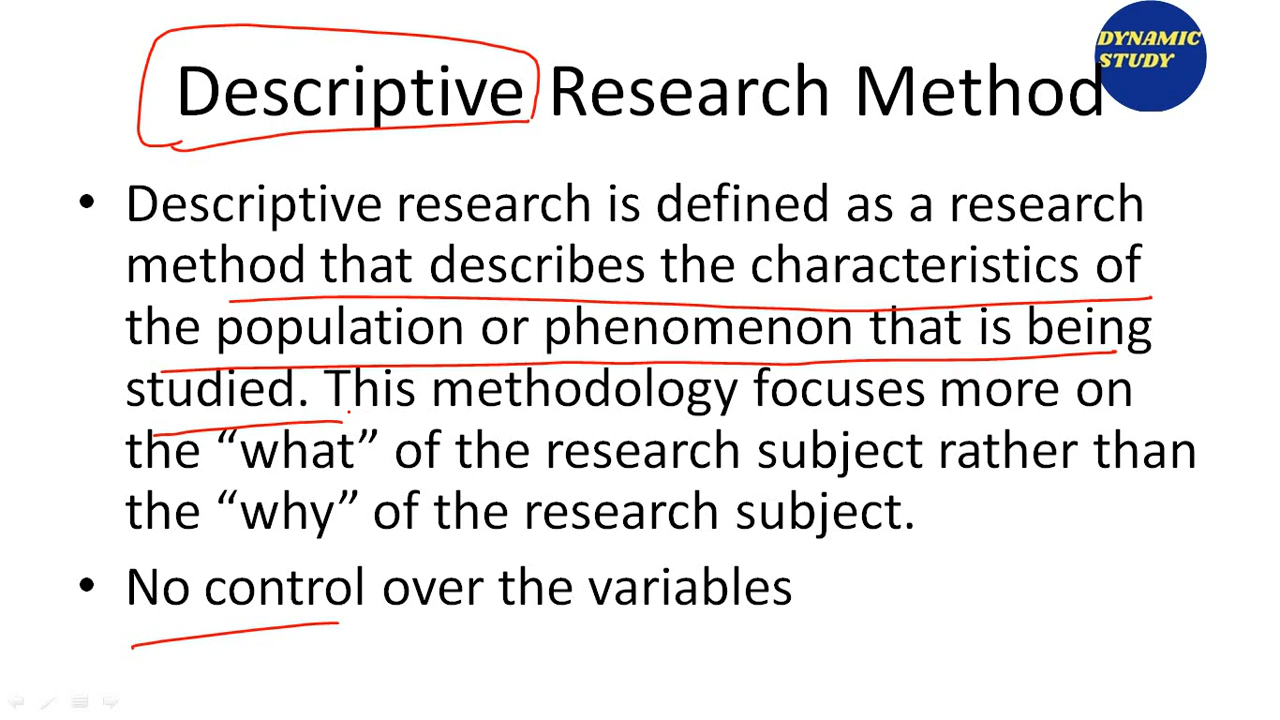 DYNAMIC
STUDY
Descriptive Research Method
• Descriptive research is defined as a research
method that describes the characteristics of
the population or phenomenon that is being
studied. This methodology focuses more on
the “what” of the research subject rather than
the “why” of the research subject.
• No control over the variables